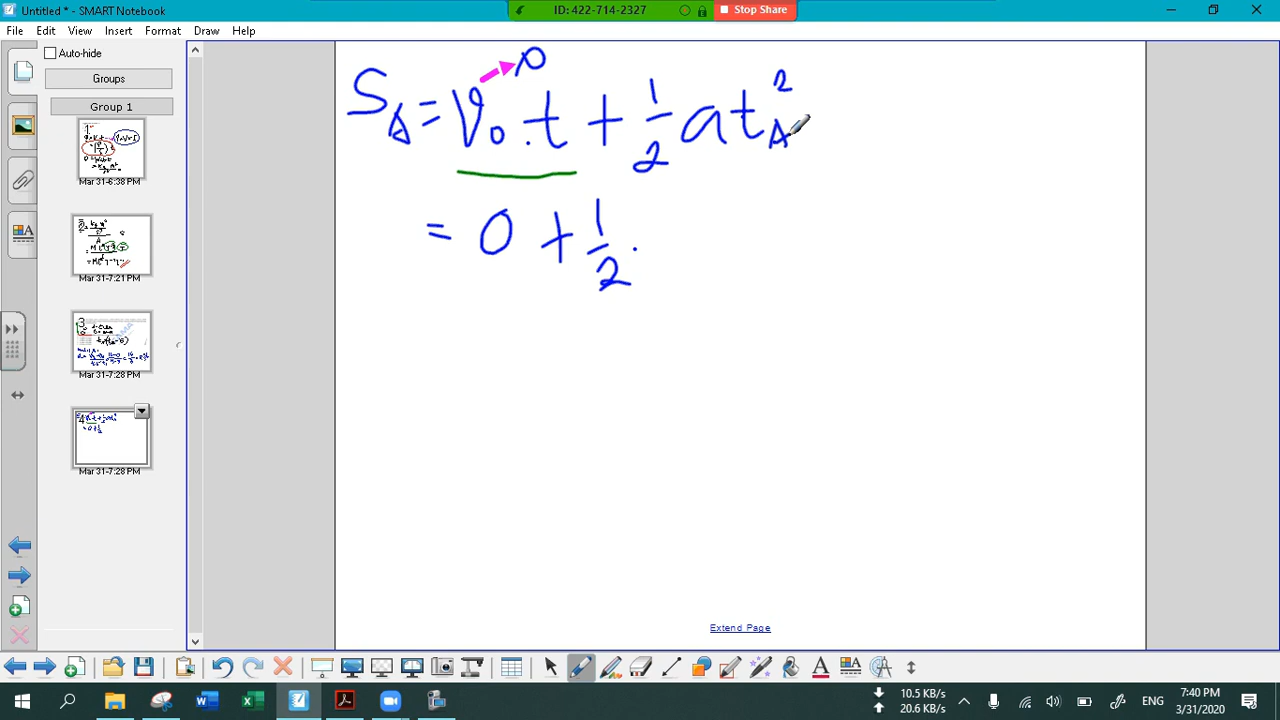 Untitled * - SMART Notebook
ID: 422-714-2327
Stop Share
File Edit View Insert Format Draw Help
Auto-hide
Groups
Group 1
Mar 31-6:38 PM
Mar 31-7:21 PM
Mar 31-7:28 PM
Mar 31-7:28 PM
S_A = V₀ . t + 1/2 a t_A²
0
= 0 + 1/2 .
Extend Page
10.5 KB/s
20.6 KB/s
ENG
7:40 PM
3/31/2020